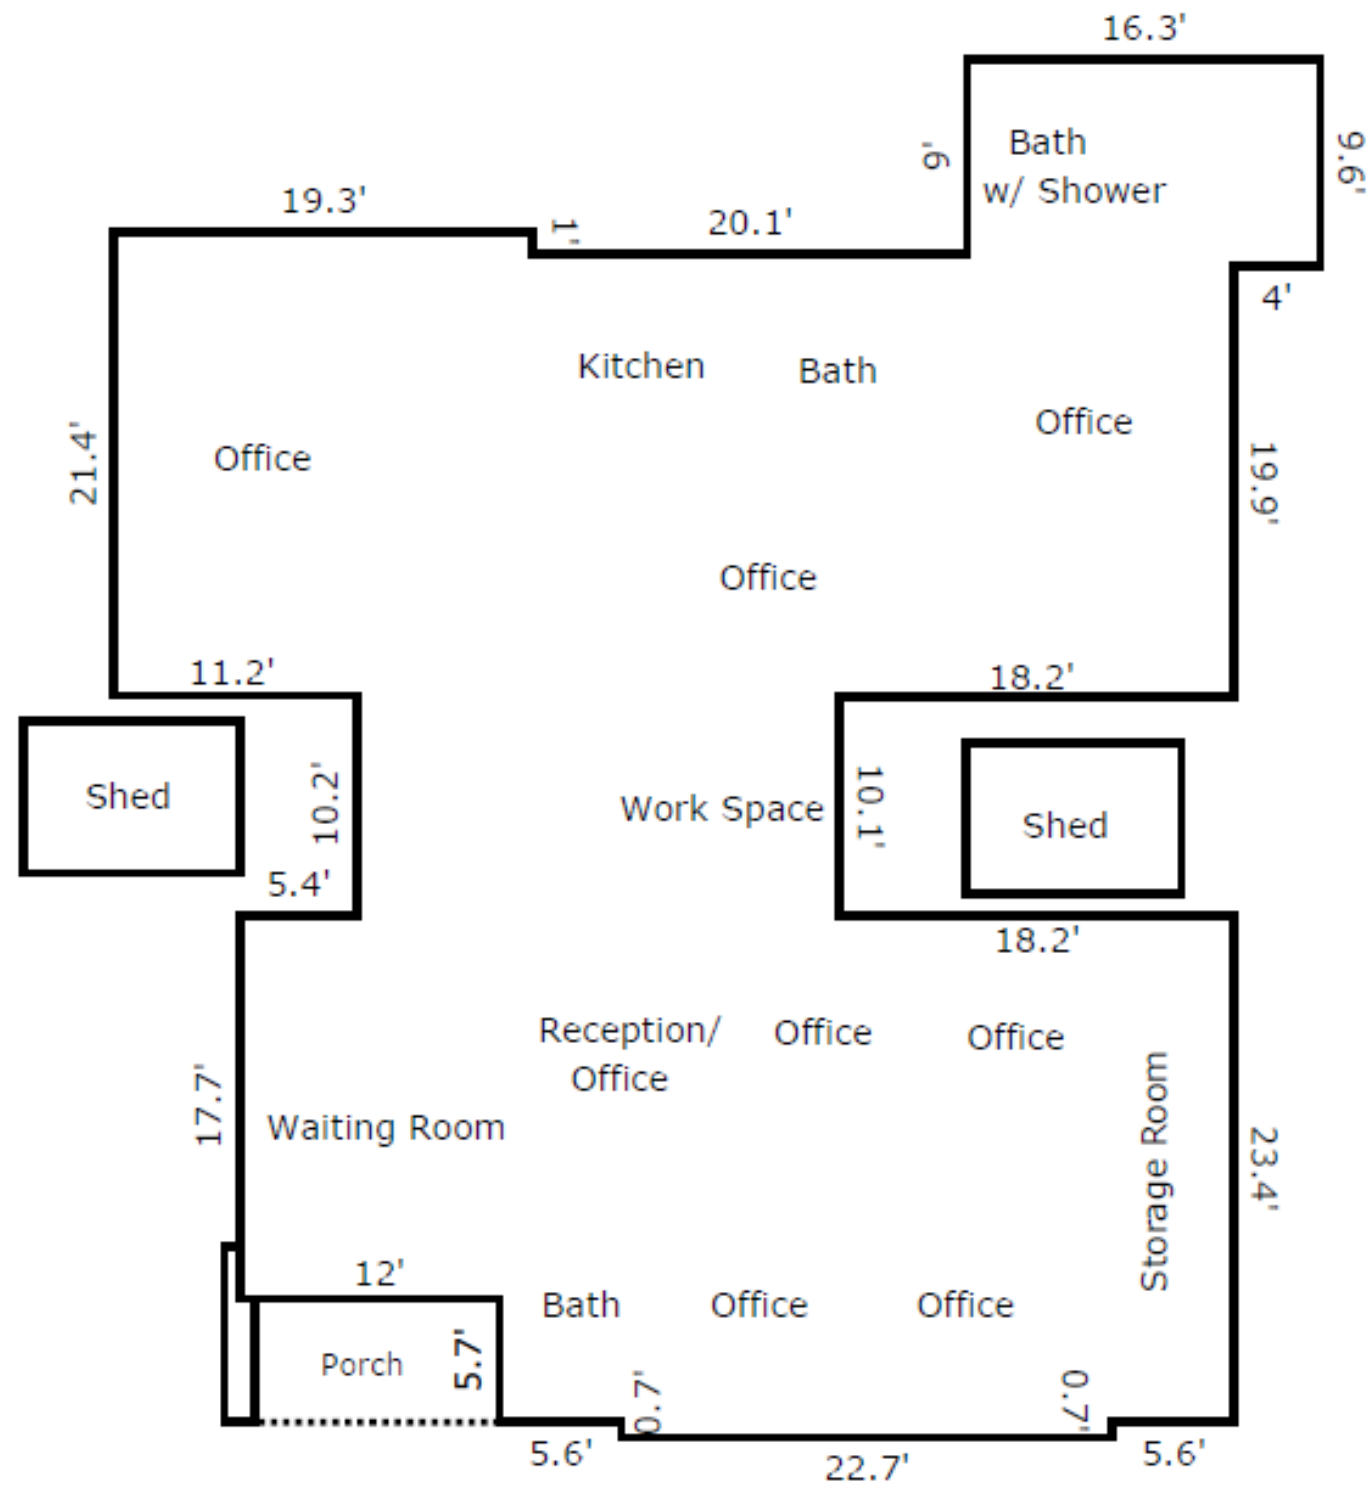 16.3'
9'
Bath
w/ Shower
9.6'
19.3'
1'
20.1'
4'
Kitchen
Bath
Office
21.4'
Office
19.9'
Office
11.2'
18.2'
Shed
10.2'
Work Space
10.1'
Shed
5.4'
18.2'
Reception/
Office
Office
Office
17.7'
Waiting Room
Storage Room
23.4'
12'
Bath
Office
Office
Porch
5.7'
0.7'
0.7'
5.6'
22.7'
5.6'